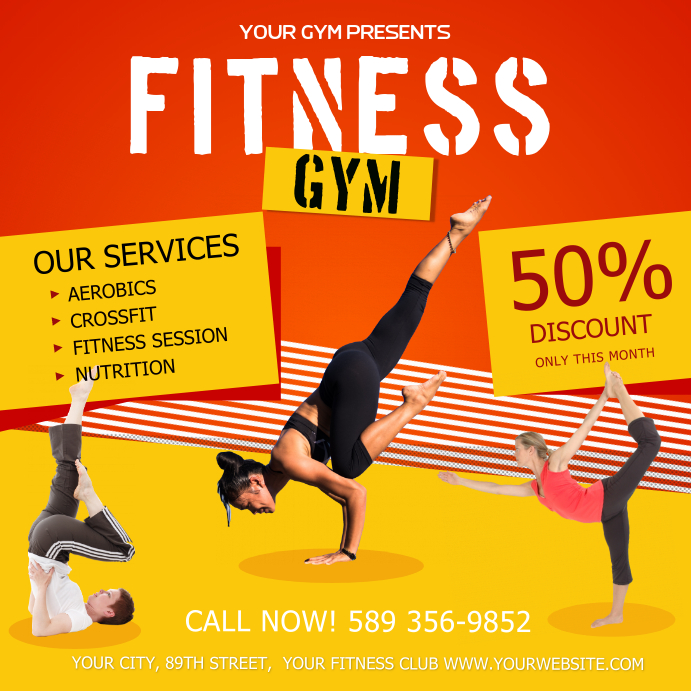 YOUR GYM PRESENTS
FITNESS
GYM
OUR SERVICES
AEROBICS
CROSSFIT
FITNESS SESSION
NUTRITION
50%
DISCOUNT
ONLY THIS MONTH
CALL NOW! 589 356-9852
YOUR CITY, 89TH STREET, YOUR FITNESS CLUB WWW.YOURWEBSITE.COM